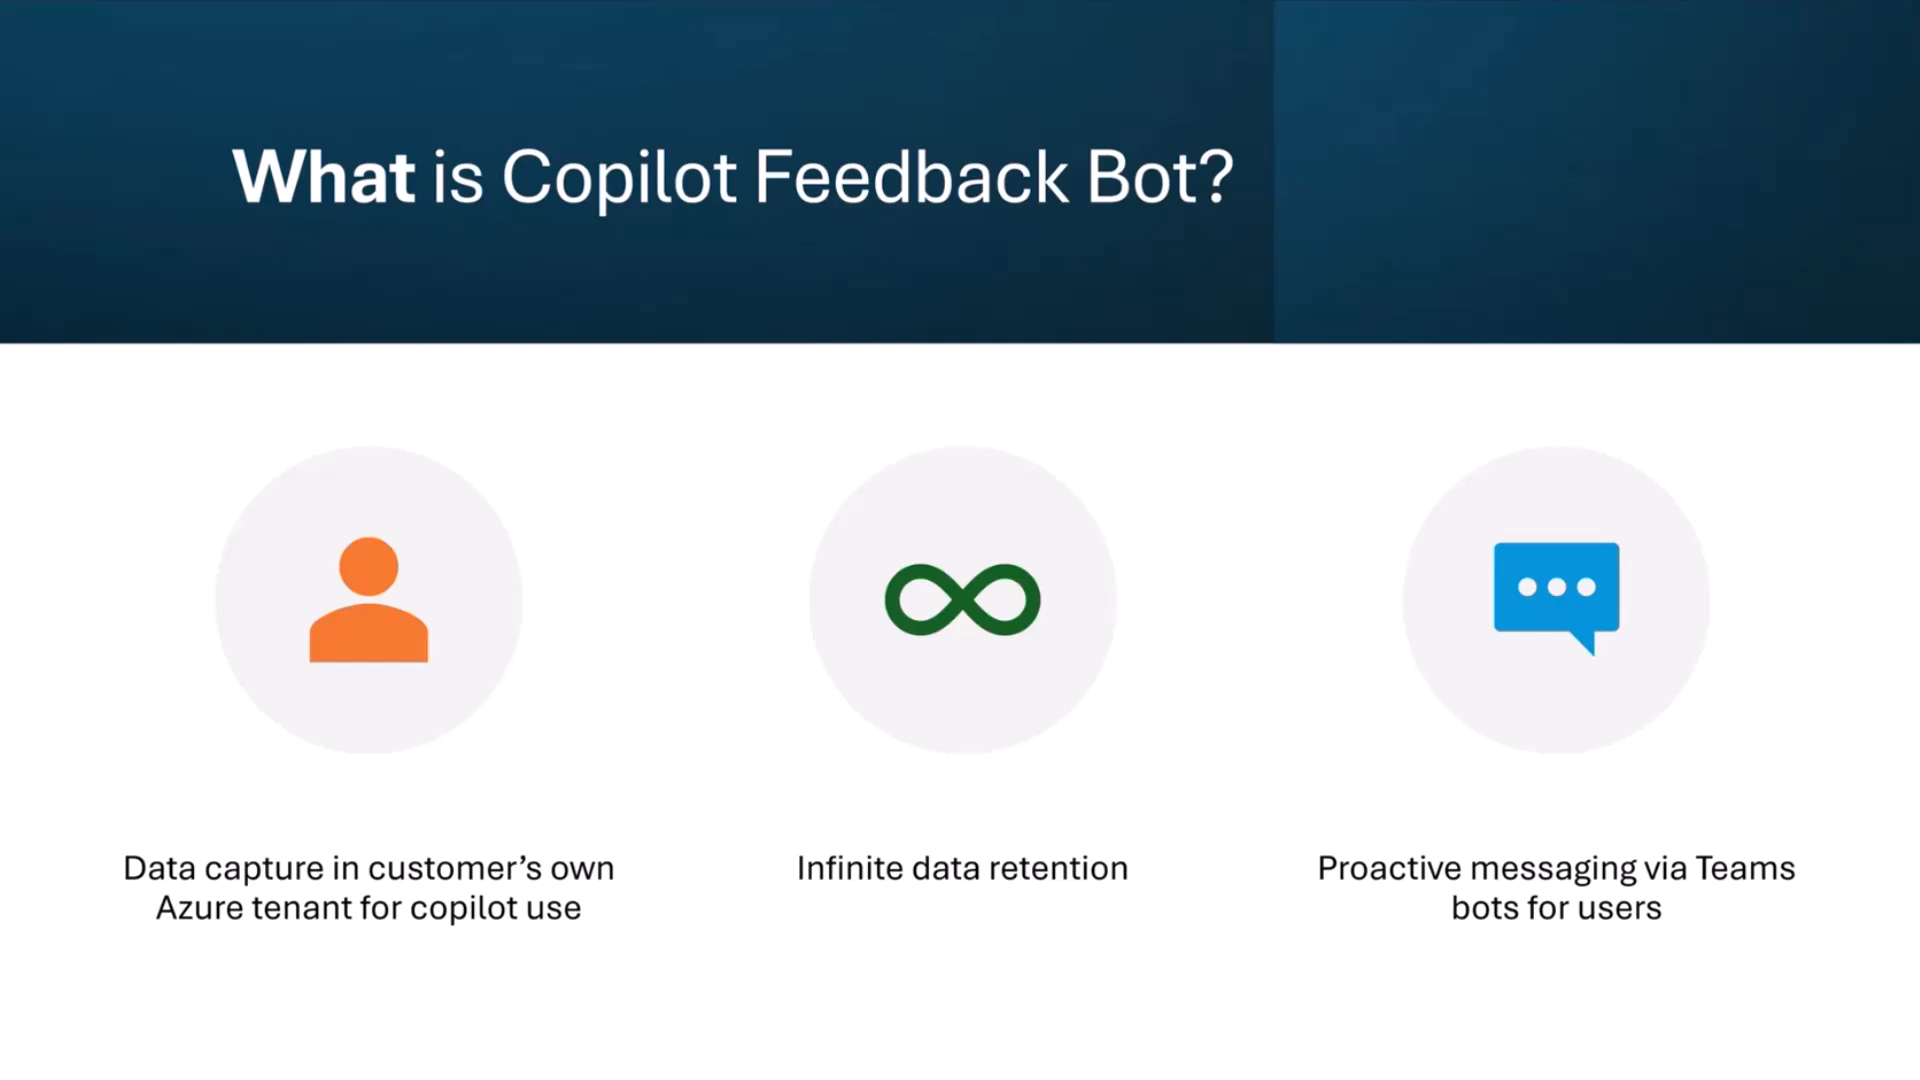 What is Copilot Feedback Bot?
Data capture in customer’s own
Azure tenant for copilot use
Infinite data retention
Proactive messaging via Teams
bots for users